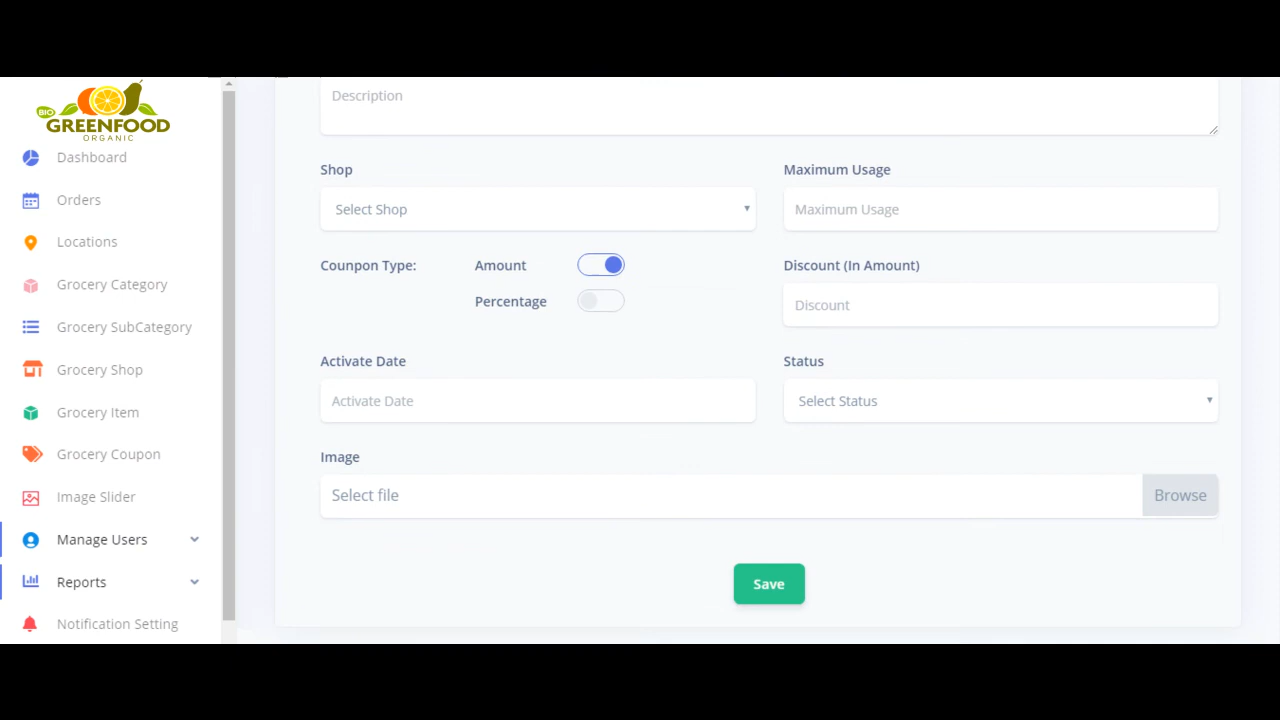 BIO
GREENFOOD
ORGANIC
Dashboard
Orders
Locations
Grocery Category
Grocery SubCategory
Grocery Shop
Grocery Item
Grocery Coupon
Image Slider
Manage Users
Reports
Notification Setting
Description
Shop
Maximum Usage
Select Shop
Maximum Usage
Counpon Type:
Amount
Discount (In Amount)
Percentage
Discount
Activate Date
Status
Activate Date
Select Status
Image
Select file
Browse
Save